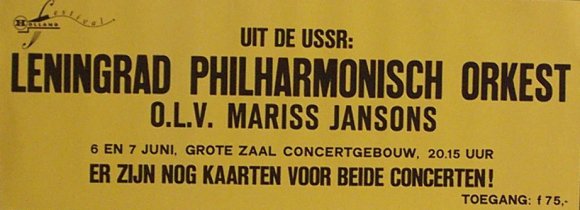 Holland Festival
UIT DE USSR:
LENINGRAD PHILHARMONISCH ORKEST
O.L.V. MARISS JANSONS
6 EN 7 JUNI, GROTE ZAAL CONCERTGEBOUW, 20.15 UUR
ER ZIJN NOG KAARTEN VOOR BEIDE CONCERTEN!
TOEGANG: f 75,-